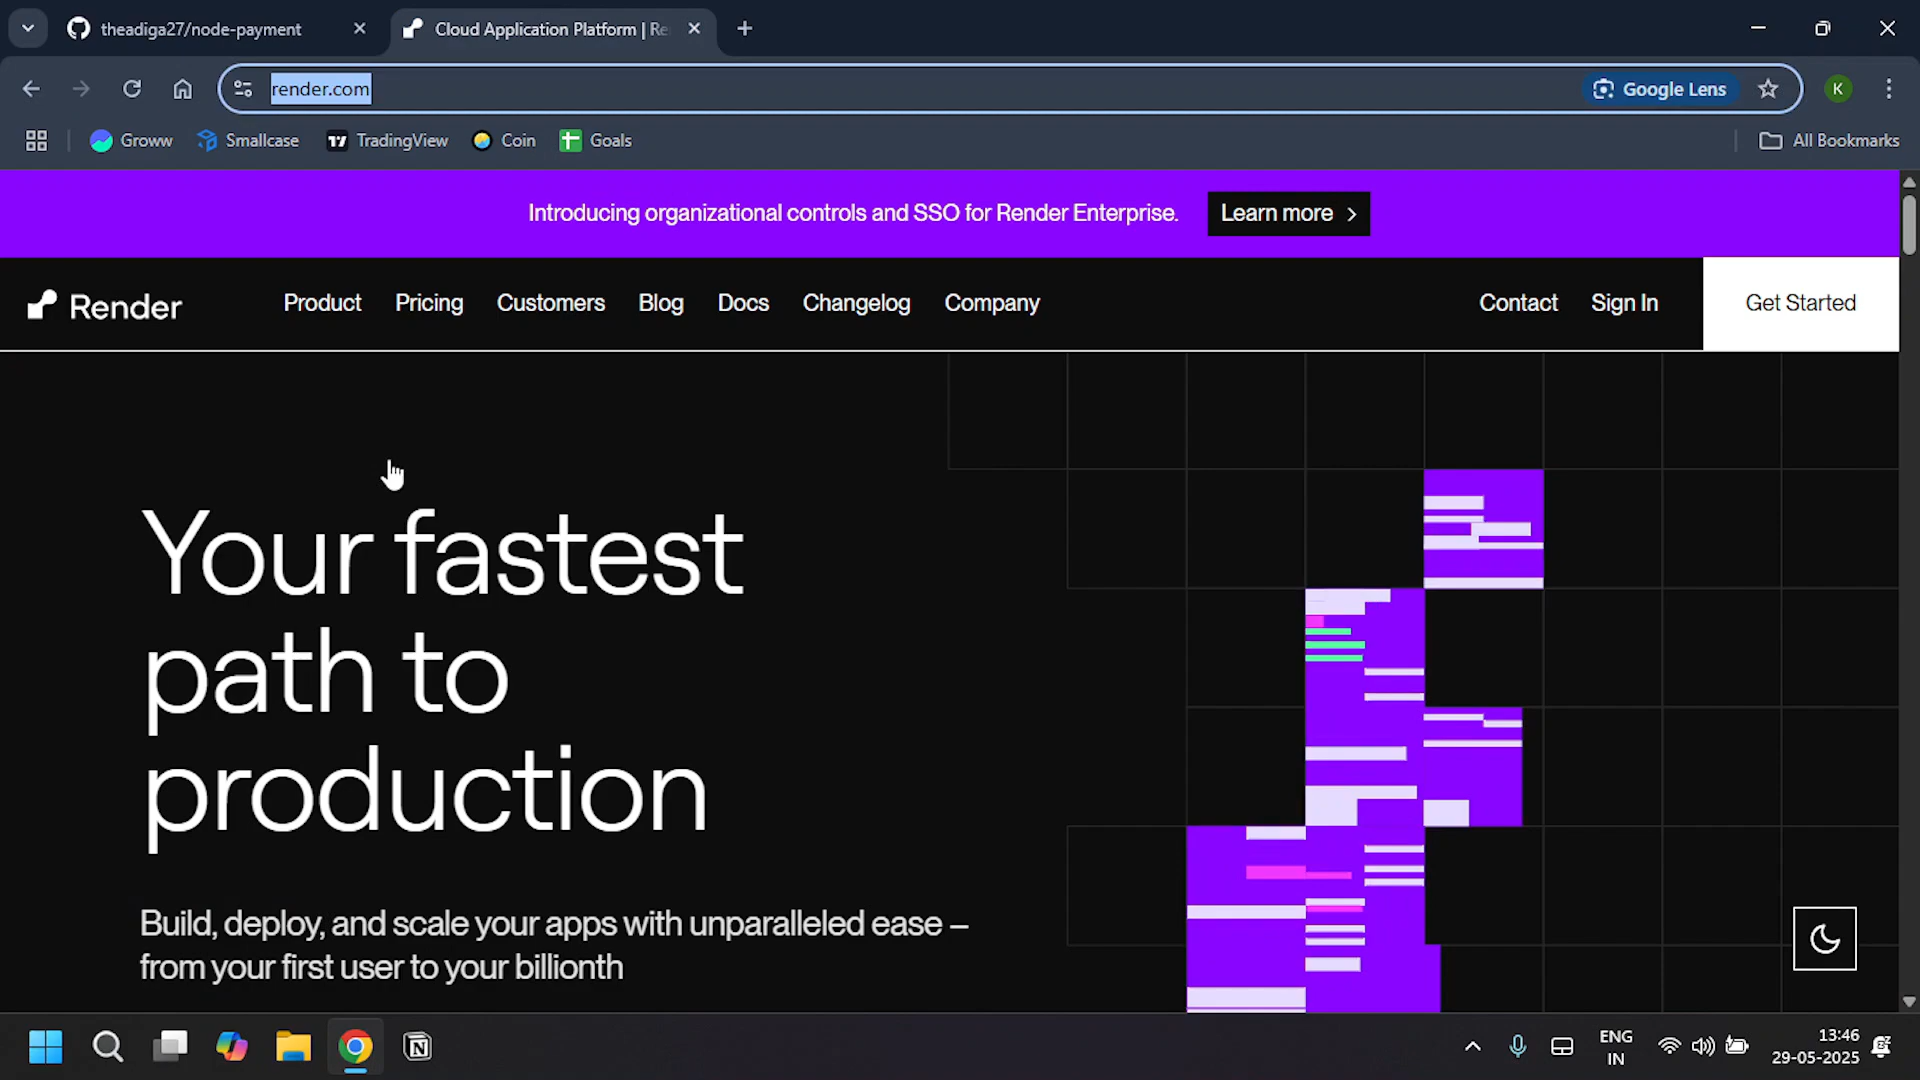 theadiga27/node-payment
Cloud Application Platform | Re
render.com
Google Lens
K
Groww
Smallcase
TradingView
Coin
Goals
All Bookmarks
Introducing organizational controls and SSO for Render Enterprise.
Learn more
Render
Product
Pricing
Customers
Blog
Docs
Changelog
Company
Contact
Sign In
Get Started
Your fastest
path to
production
Build, deploy, and scale your apps with unparalleled ease –
from your first user to your billionth
ENG
IN
13:46
29-05-2025